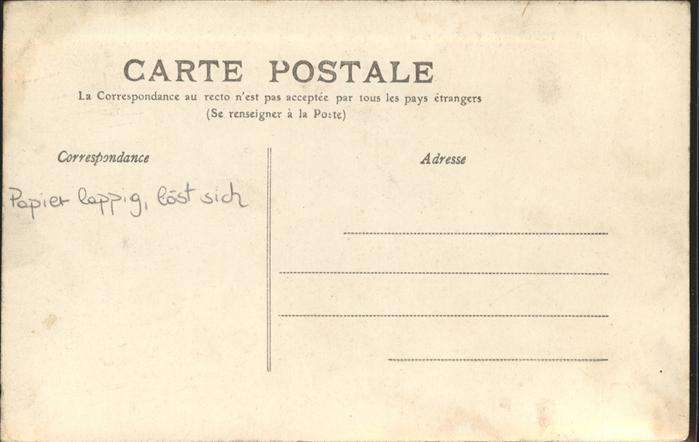 CARTE POSTALE
La Correspondance au recto n'est pas acceptée par tous les pays étrangers
(Se renseigner à la Poste)
Correspondance
Adresse
Papier lappig, löst sich